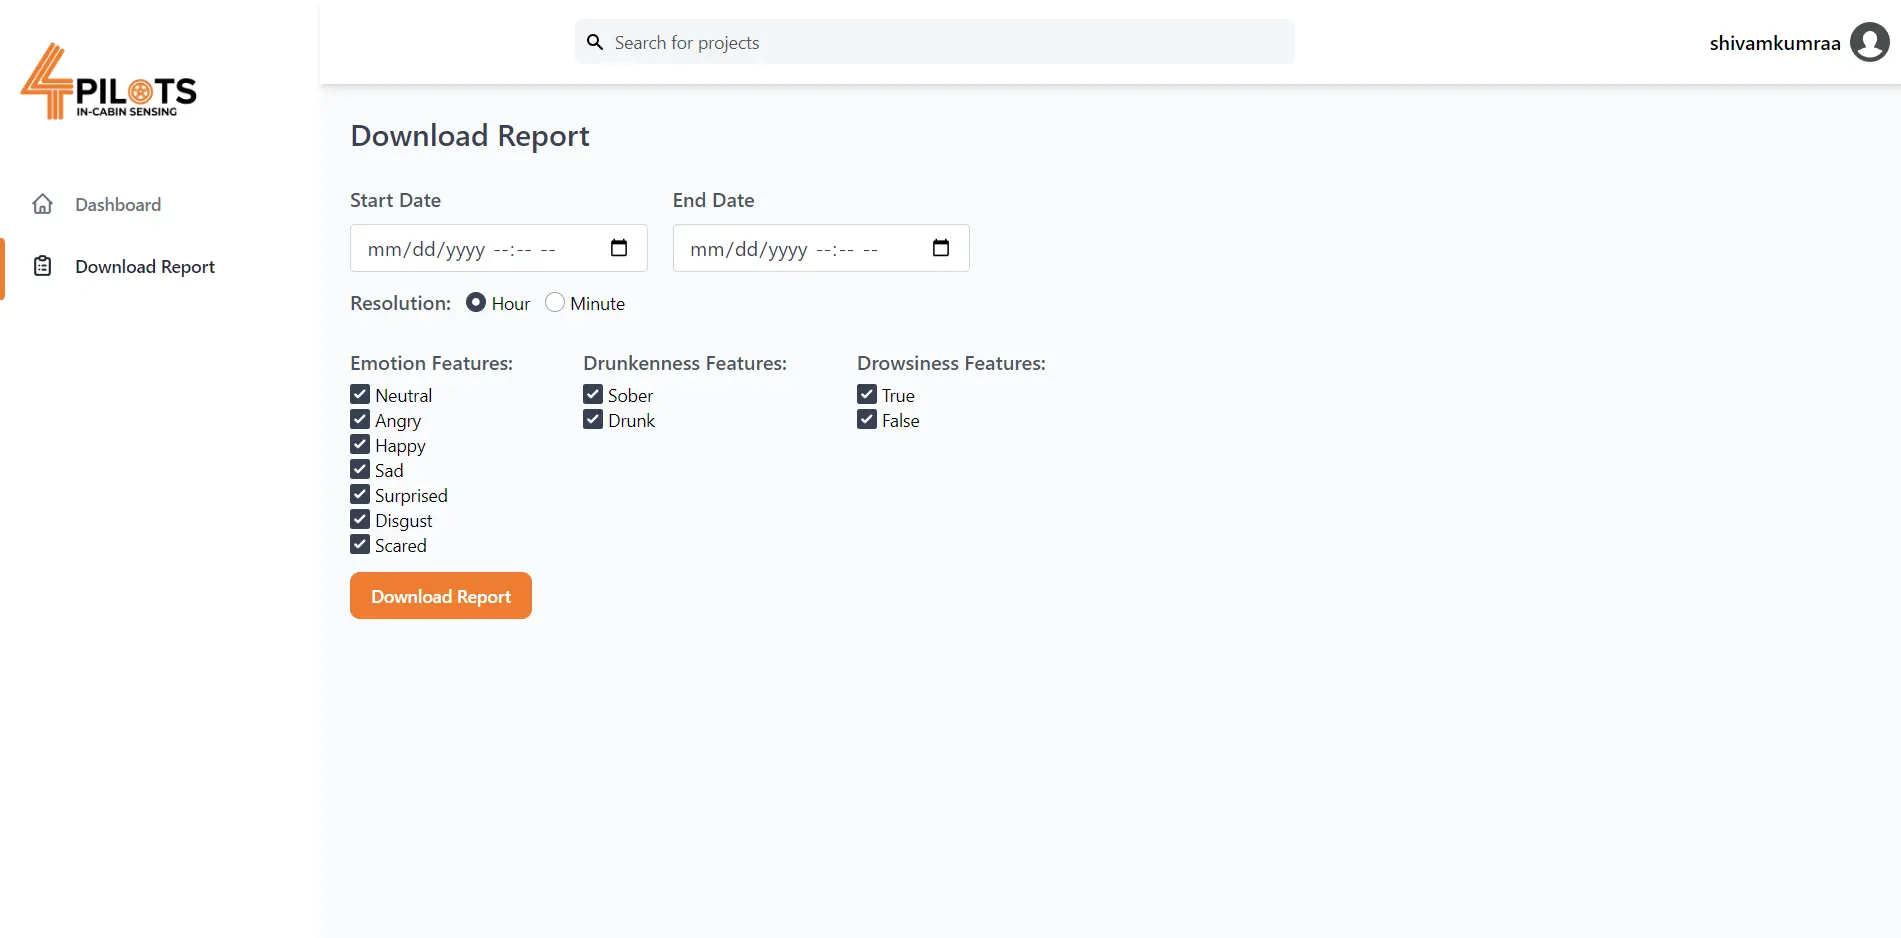 4PILOTS
IN-CABIN SENSING
Search for projects
shivamkumraa
Dashboard
Download Report
Download Report
Start Date
End Date
mm/dd/yyyy --:-- --
mm/dd/yyyy --:-- --
Resolution: Hour Minute
Emotion Features:
Neutral
Angry
Happy
Sad
Surprised
Disgust
Scared
Drunkenness Features:
Sober
Drunk
Drowsiness Features:
True
False
Download Report